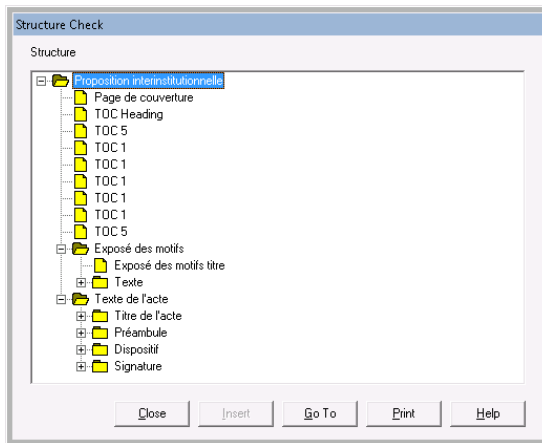 Structure Check
Structure
Proposition interinstitutionnelle
Page de couverture
TOC Heading
TOC 5
TOC 1
TOC 1
TOC 1
TOC 1
TOC 1
TOC 5
Exposé des motifs
Exposé des motifs titre
Texte
Texte de l'acte
Titre de l'acte
Préambule
Dispositif
Signature
Close Insert Go To Print Help